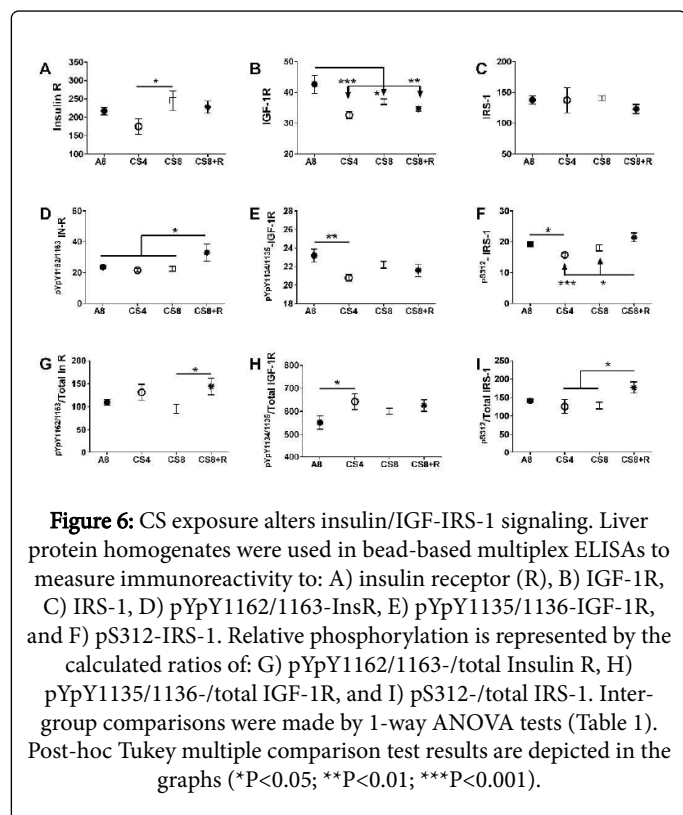 A
Insulin R
400
350
300
250
200
150
100
*
A8 CS4 CS8 CS8+R
B
IGF-1R
50
40
30
*** * **
A8 CS4 CS8 CS8+R
C
IRS-1
200
150
100
50
0
A8 CS4 CS8 CS8+R
D
pYpY1162/1163 IN-R
60
40
20
0
*
A8 CS4 CS8 CS8+R
E
pYpY1134/1135-IGF-1R
28
26
24
22
20
**
A8 CS4 CS8 CS8+R
F
pS312- IRS-1
40
30
20
10
0
*
*** *
A8 CS4 CS8 CS8+R
G
pYpY1162/1163/Total In R
200
150
100
50
0
*
A8 CS4 CS8 CS8+R
H
pYpY1134/1135/Total IGF-1R
900
800
700
600
500
400
*
A8 CS4 CS8 CS8+R
I
pS312/Total IRS-1
300
250
200
150
100
50
0
*
A8 CS4 CS8 CS8+R
Figure 6: CS exposure alters insulin/IGF-IRS-1 signaling. Liver
protein homogenates were used in bead-based multiplex ELISAs to
measure immunoreactivity to: A) insulin receptor (R), B) IGF-1R,
C) IRS-1, D) pYpY1162/1163-InsR, E) pYpY1135/1136-IGF-1R,
and F) pS312-IRS-1. Relative phosphorylation is represented by the
calculated ratios of: G) pYpY1162/1163-/total Insulin R, H)
pYpY1135/1136-/total IGF-1R, and I) pS312-/total IRS-1. Inter-
group comparisons were made by 1-way ANOVA tests (Table 1).
Post-hoc Tukey multiple comparison test results are depicted in the
graphs (*P<0.05; **P<0.01; ***P<0.001).